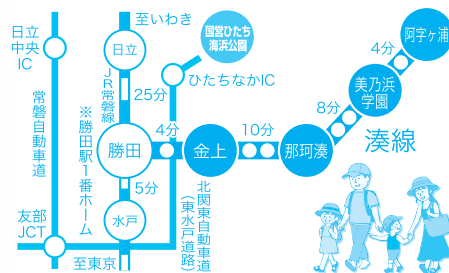 至いわき
日立
中央
IC
日立
国営ひたち
海浜公園
ひたちなかIC
阿字ヶ浦
4分
美乃浜
学園
8分
湊線
JR常磐線
25分
常磐自動車道
※勝田駅1番ホーム
勝田
4分
金上
10分
那珂湊
5分
水戸
北関東自動車道
(東水戸道路)
友部
JCT
至東京